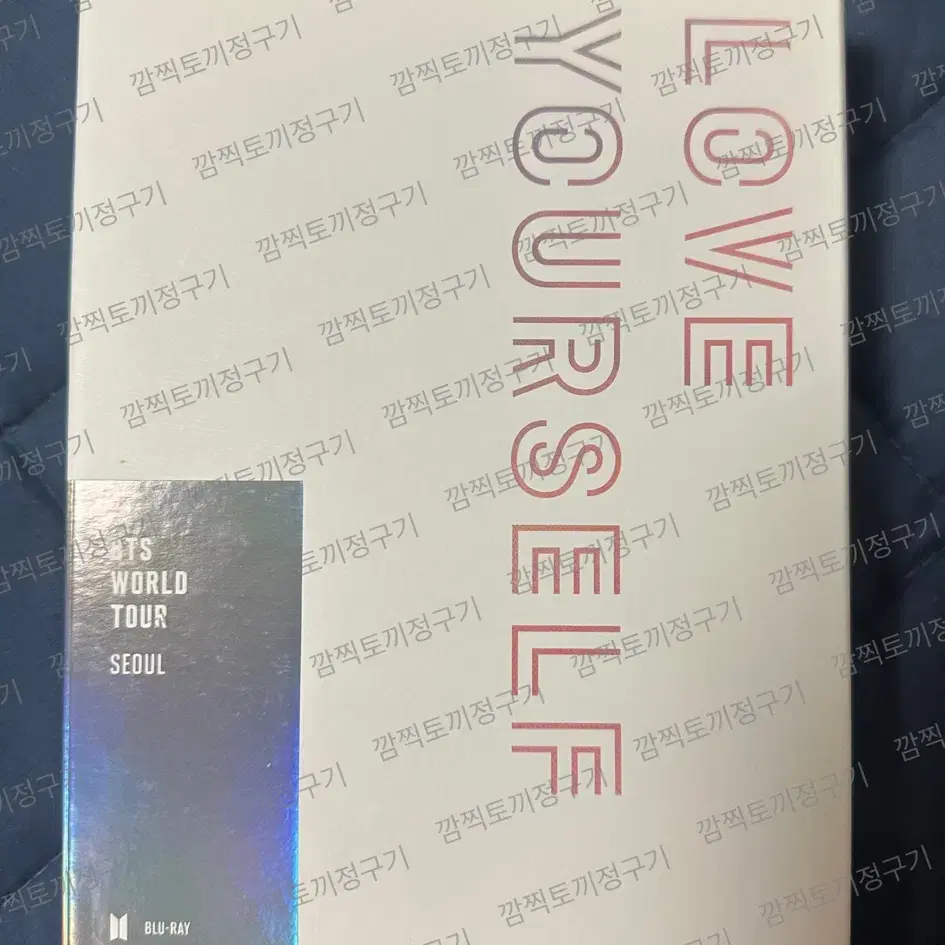 LOVE
YOURSELF
BTS
WORLD
TOUR
SEOUL
BLU-RAY
깜찍토끼정구기